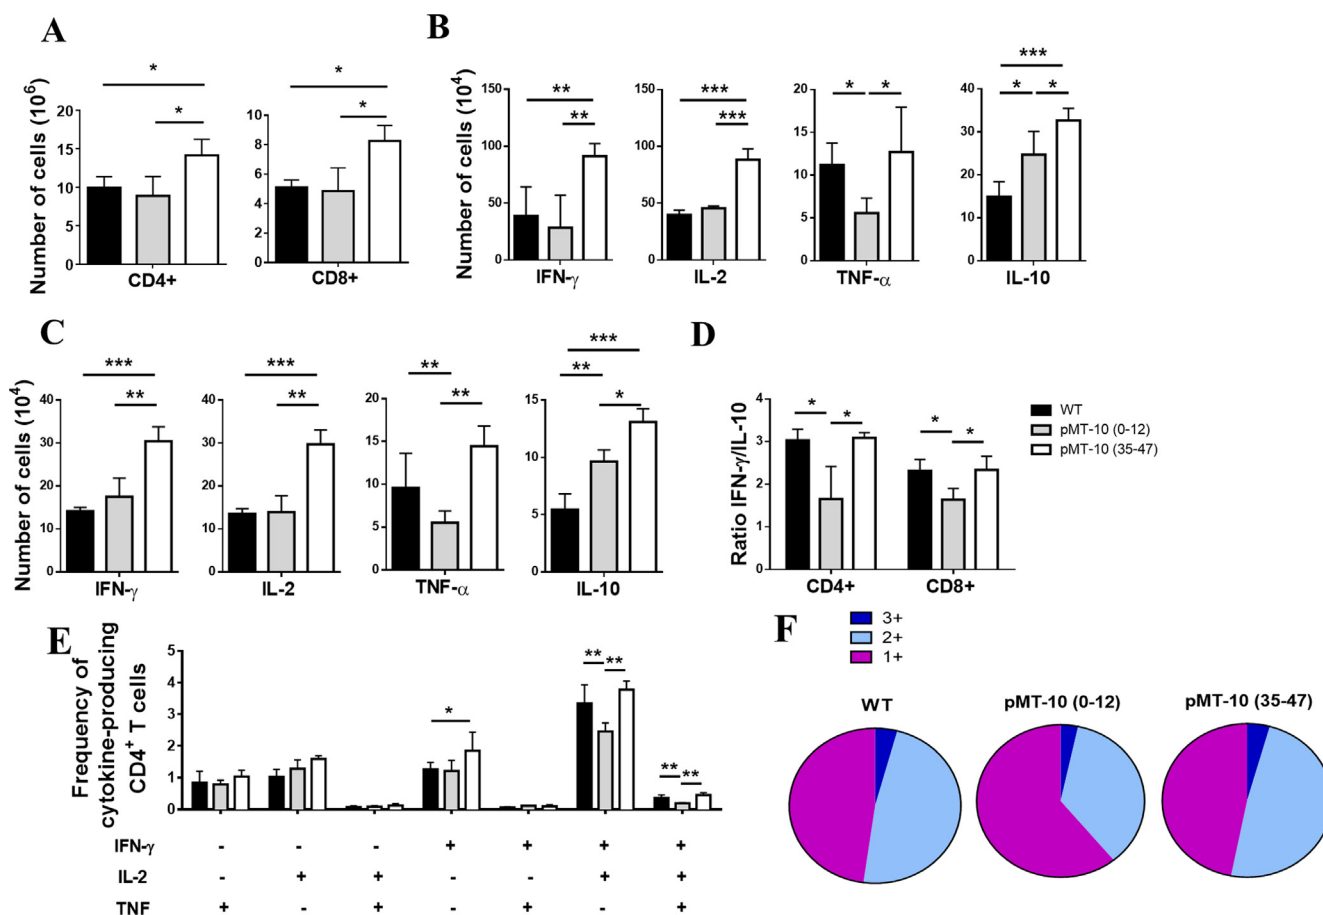 A
Number of cells (10⁶)
*
*
20
15
10
5
0
CD4+
*
*
10
8
6
4
2
0
CD8+
B
Number of cells (10⁴)
**
**
150
100
50
0
IFN-γ
***
***
150
100
50
0
IL-2
*
*
20
15
10
5
0
TNF-α
***
*
*
40
30
20
10
0
IL-10
C
Number of cells (10⁴)
***
**
40
30
20
10
0
IFN-γ
***
**
40
30
20
10
0
IL-2
**
**
20
15
10
5
0
TNF-α
***
**
*
15
10
5
0
IL-10
D
Ratio IFN-γ/IL-10
4
3
2
1
0
*
*
*
*
CD4+
CD8+
WT
pMT-10 (0-12)
pMT-10 (35-47)
E
Frequency of
cytokine-producing
CD4⁺ T cells
5
4
3
2
1
0
*
**
**
**
**
IFN-γ - - - + + + +
IL-2 - + + - - + +
TNF + - + - + - +
F
3+
2+
1+
WT
pMT-10 (0-12)
pMT-10 (35-47)